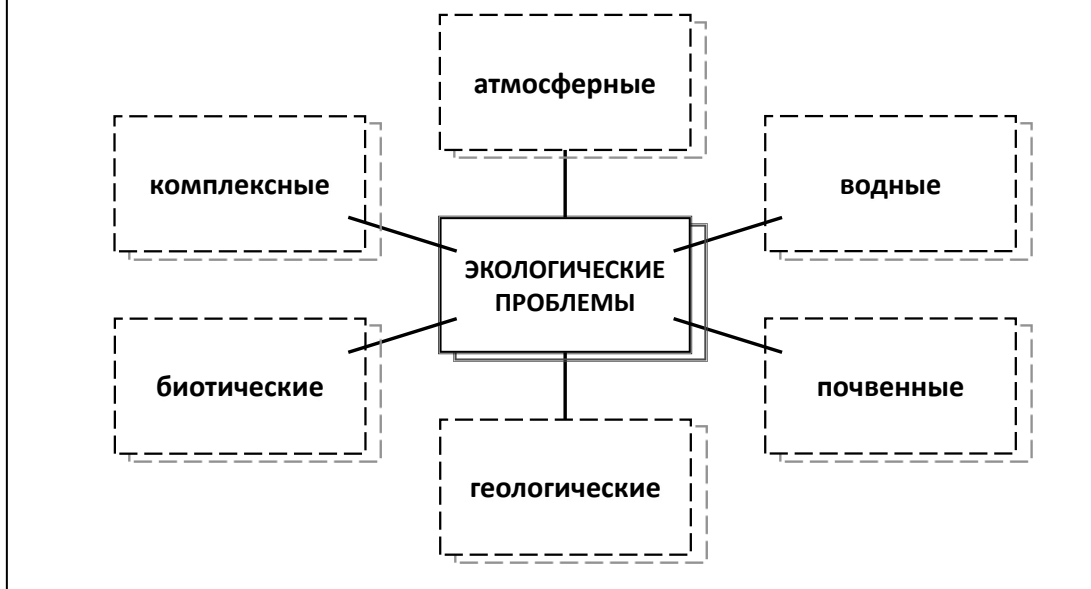 атмосферные
комплексные
водные
ЭКОЛОГИЧЕСКИЕ
ПРОБЛЕМЫ
биотические
почвенные
геологические